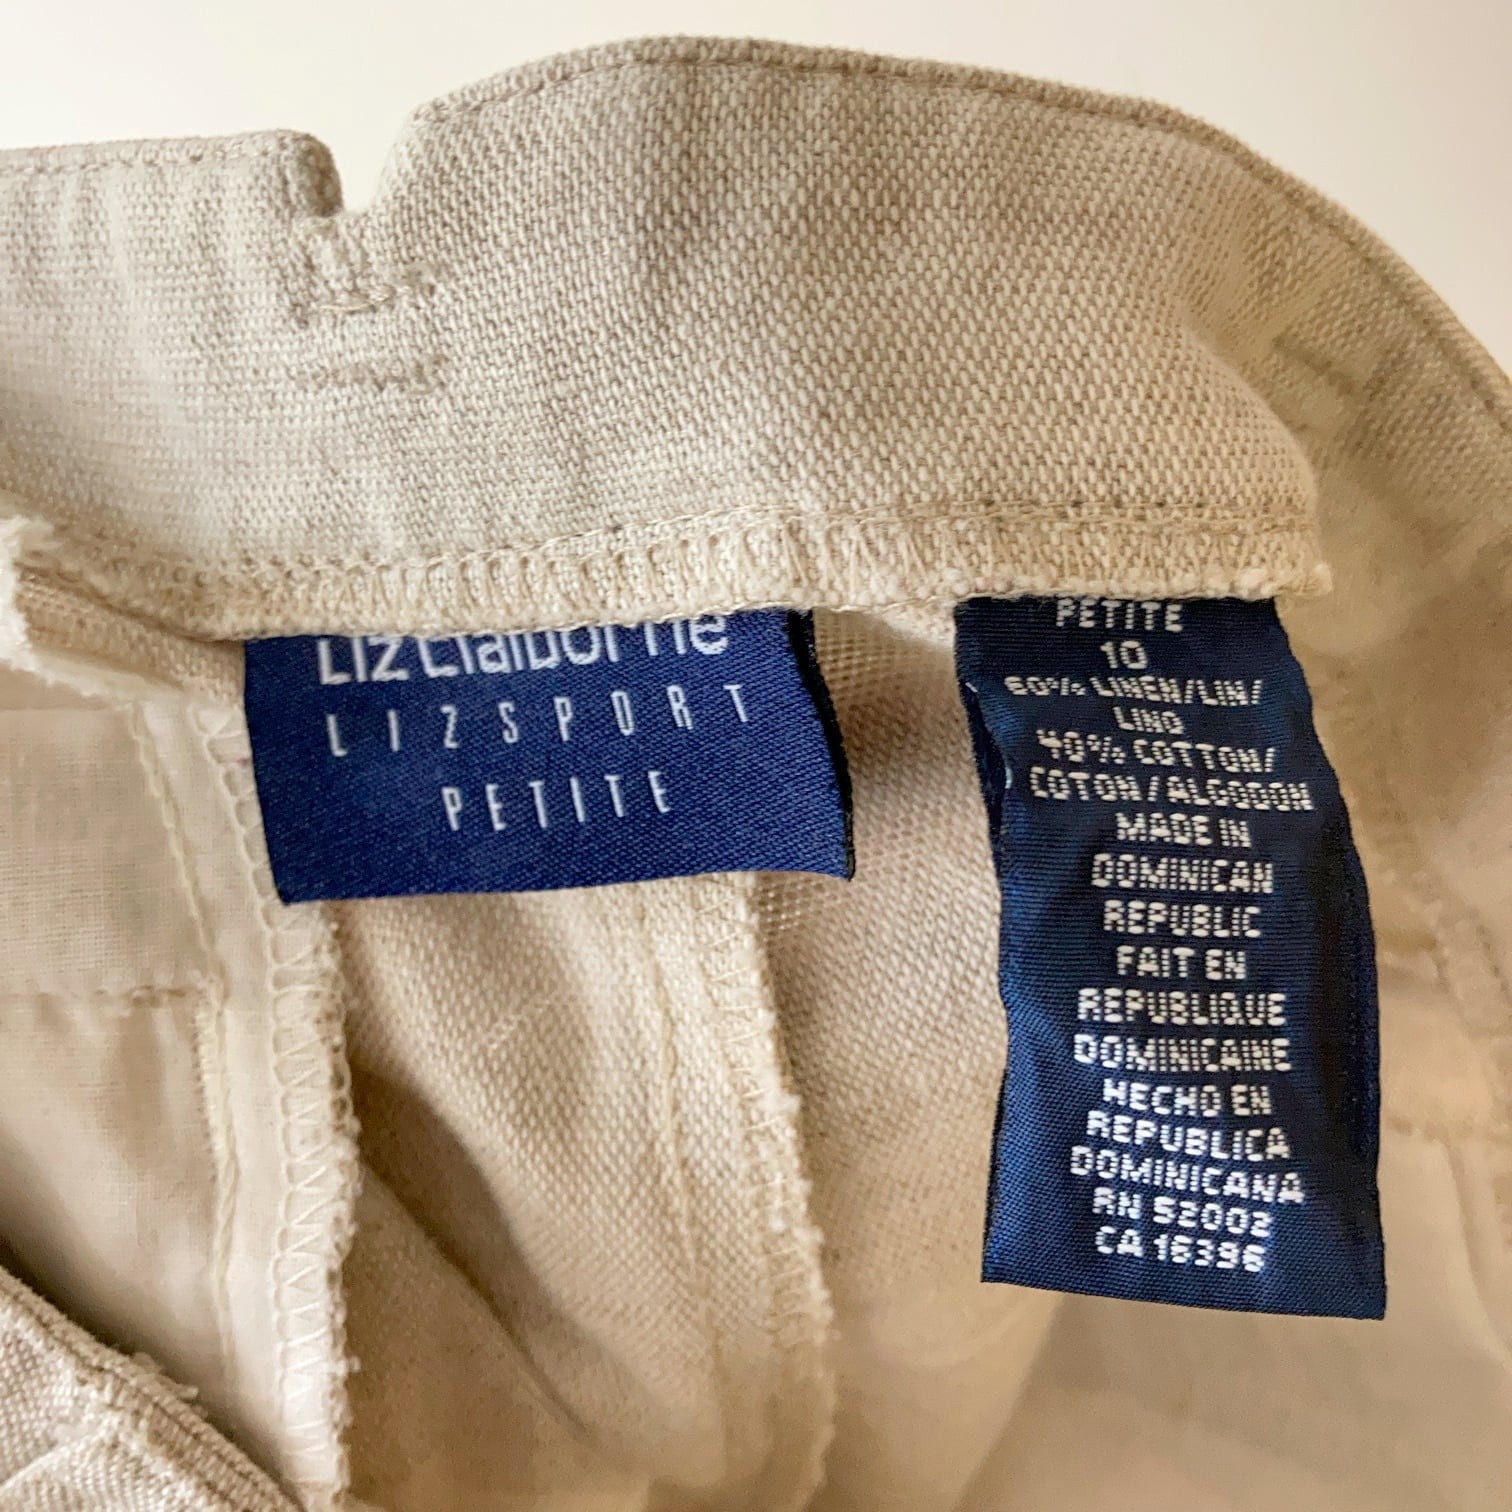 Liz Claiborne
LIZSPORT
PETITE
PETITE
10
60% LINEN/LIN/
LINO
40% COTTON/
COTON/ALGODON
MADE IN
DOMINICAN
REPUBLIC
FAIT EN
REPUBLIQUE
DOMINICAINE
HECHO EN
REPUBLICA
DOMINICANA
RN 52002
CA 16396